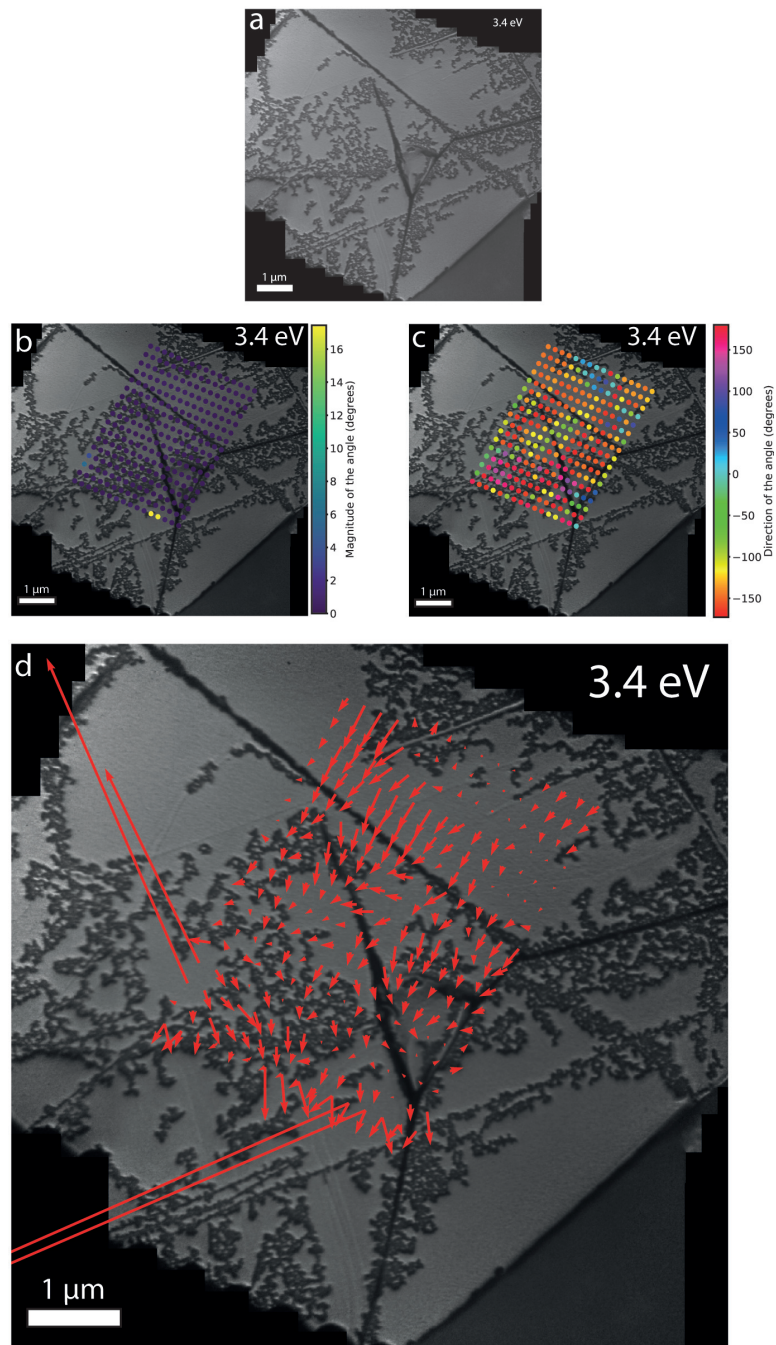 a
3.4 eV
1 µm
b
3.4 eV
16
14
12
10
8
6
4
2
0
Magnitude of the angle (degrees)
1 µm
c
3.4 eV
150
100
50
0
−50
−100
−150
Direction of the angle (degrees)
1 µm
d
3.4 eV
1 µm